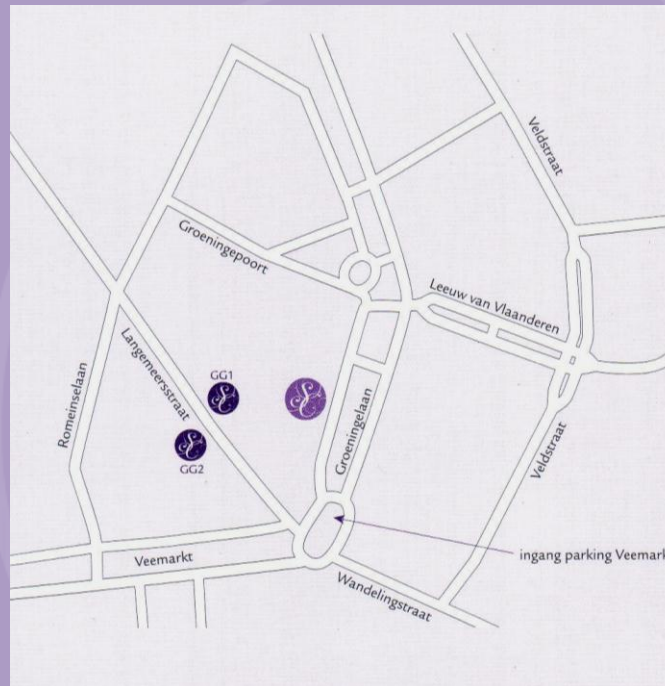 Veldstraat
Groeningepoort
Leeuw van Vlaanderen
Langemeersstraat
Romeinselaan
GG1
GG2
Groeningelaan
Veldstraat
Veemarkt
ingang parking Veemark
Wandelingstraat